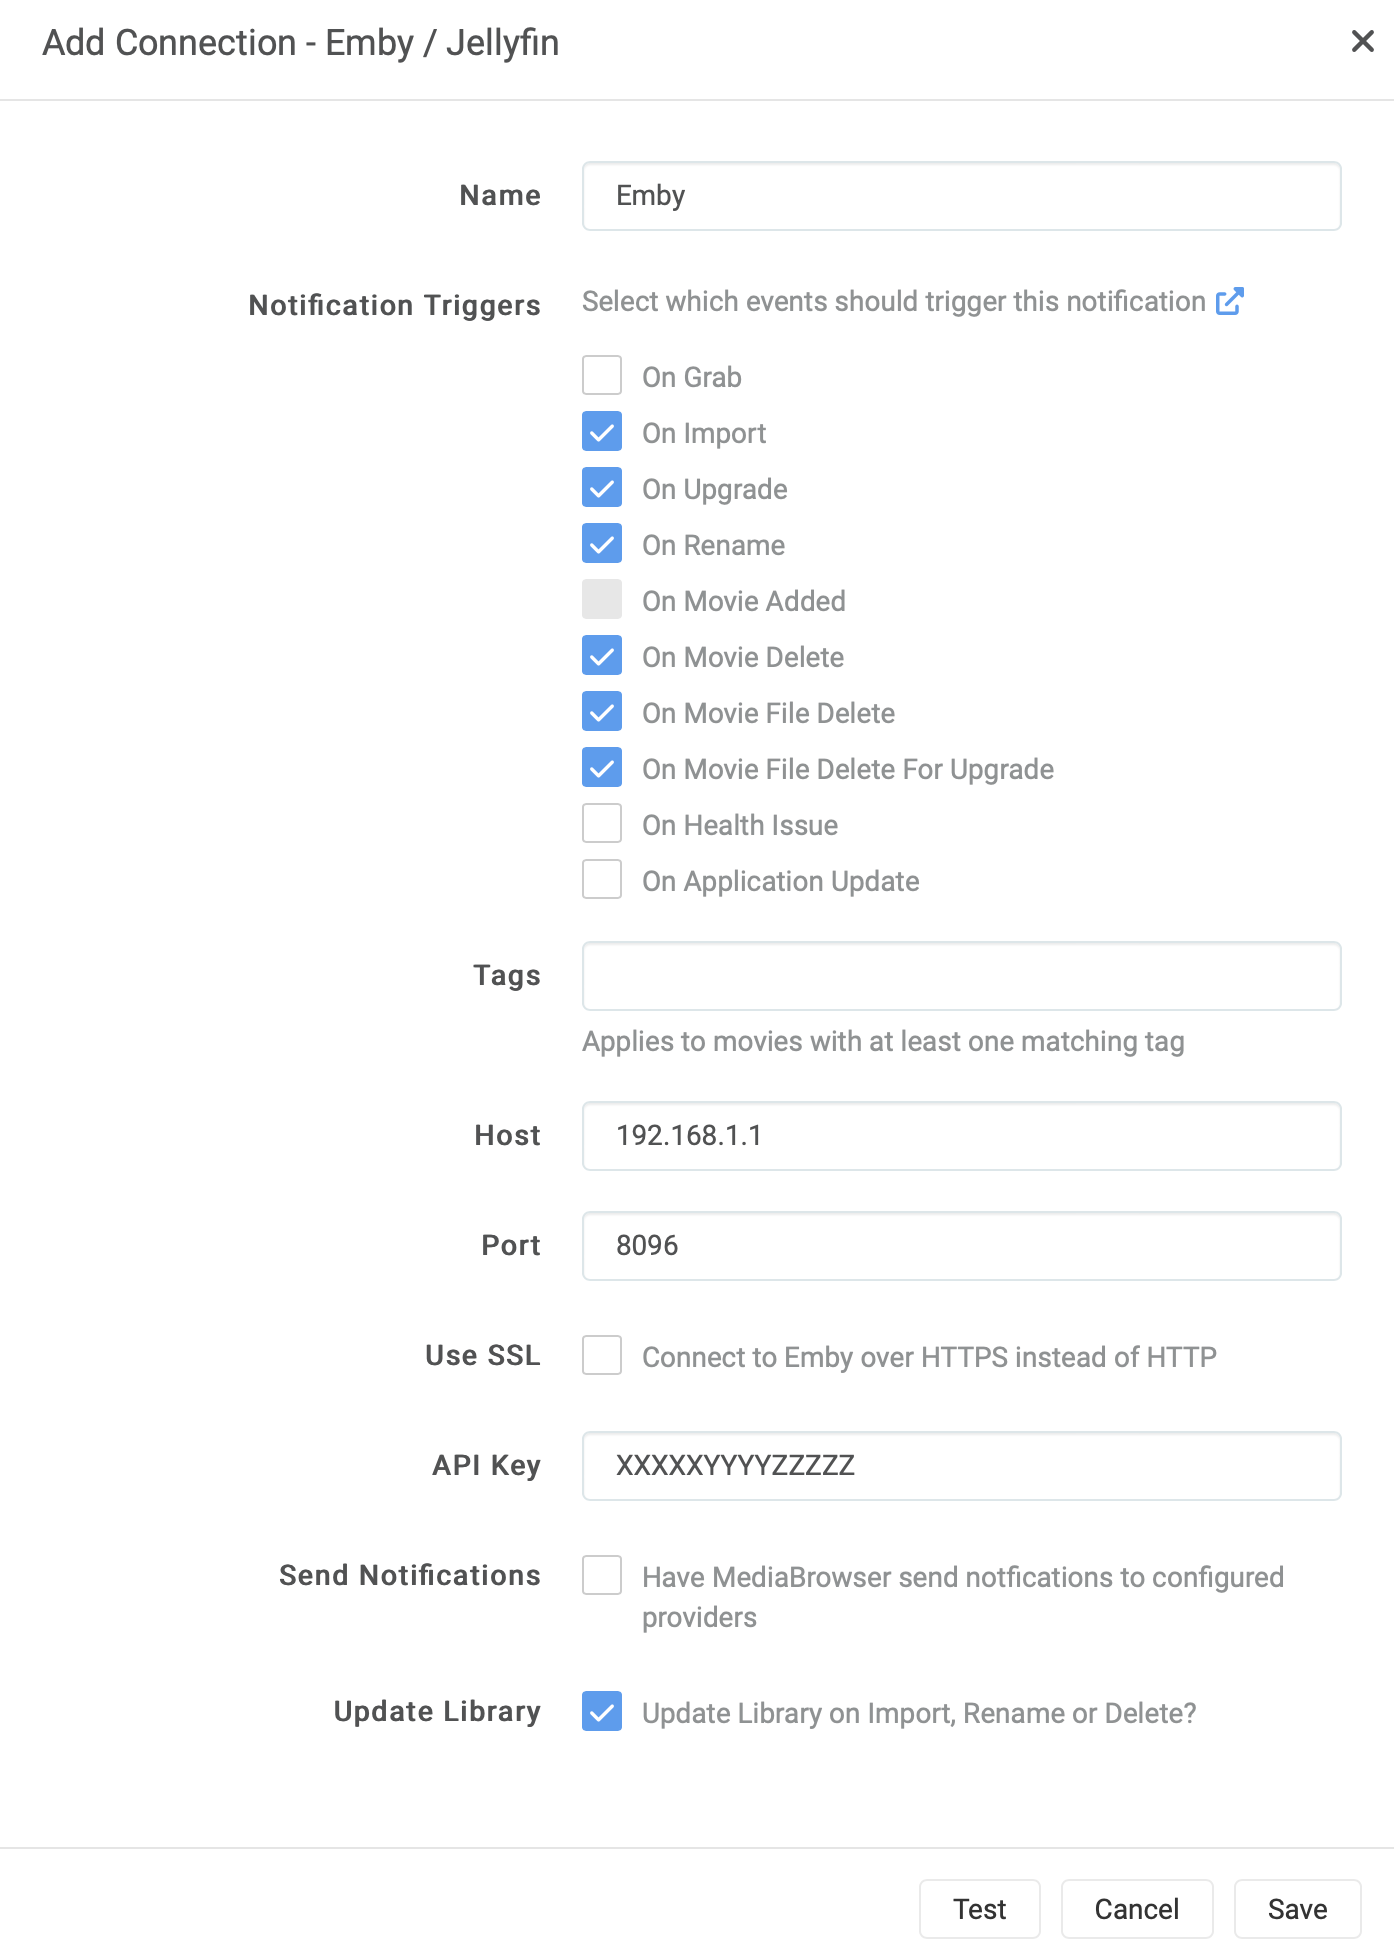 Add Connection - Emby / Jellyfin
Name
Emby
Notification Triggers
Select which events should trigger this notification
On Grab
On Import
On Upgrade
On Rename
On Movie Added
On Movie Delete
On Movie File Delete
On Movie File Delete For Upgrade
On Health Issue
On Application Update
Tags
Applies to movies with at least one matching tag
Host
192.168.1.1
Port
8096
Use SSL
Connect to Emby over HTTPS instead of HTTP
API Key
XXXXXYYYYZZZZZ
Send Notifications
Have MediaBrowser send notfications to configured
providers
Update Library
Update Library on Import, Rename or Delete?
Test
Cancel
Save